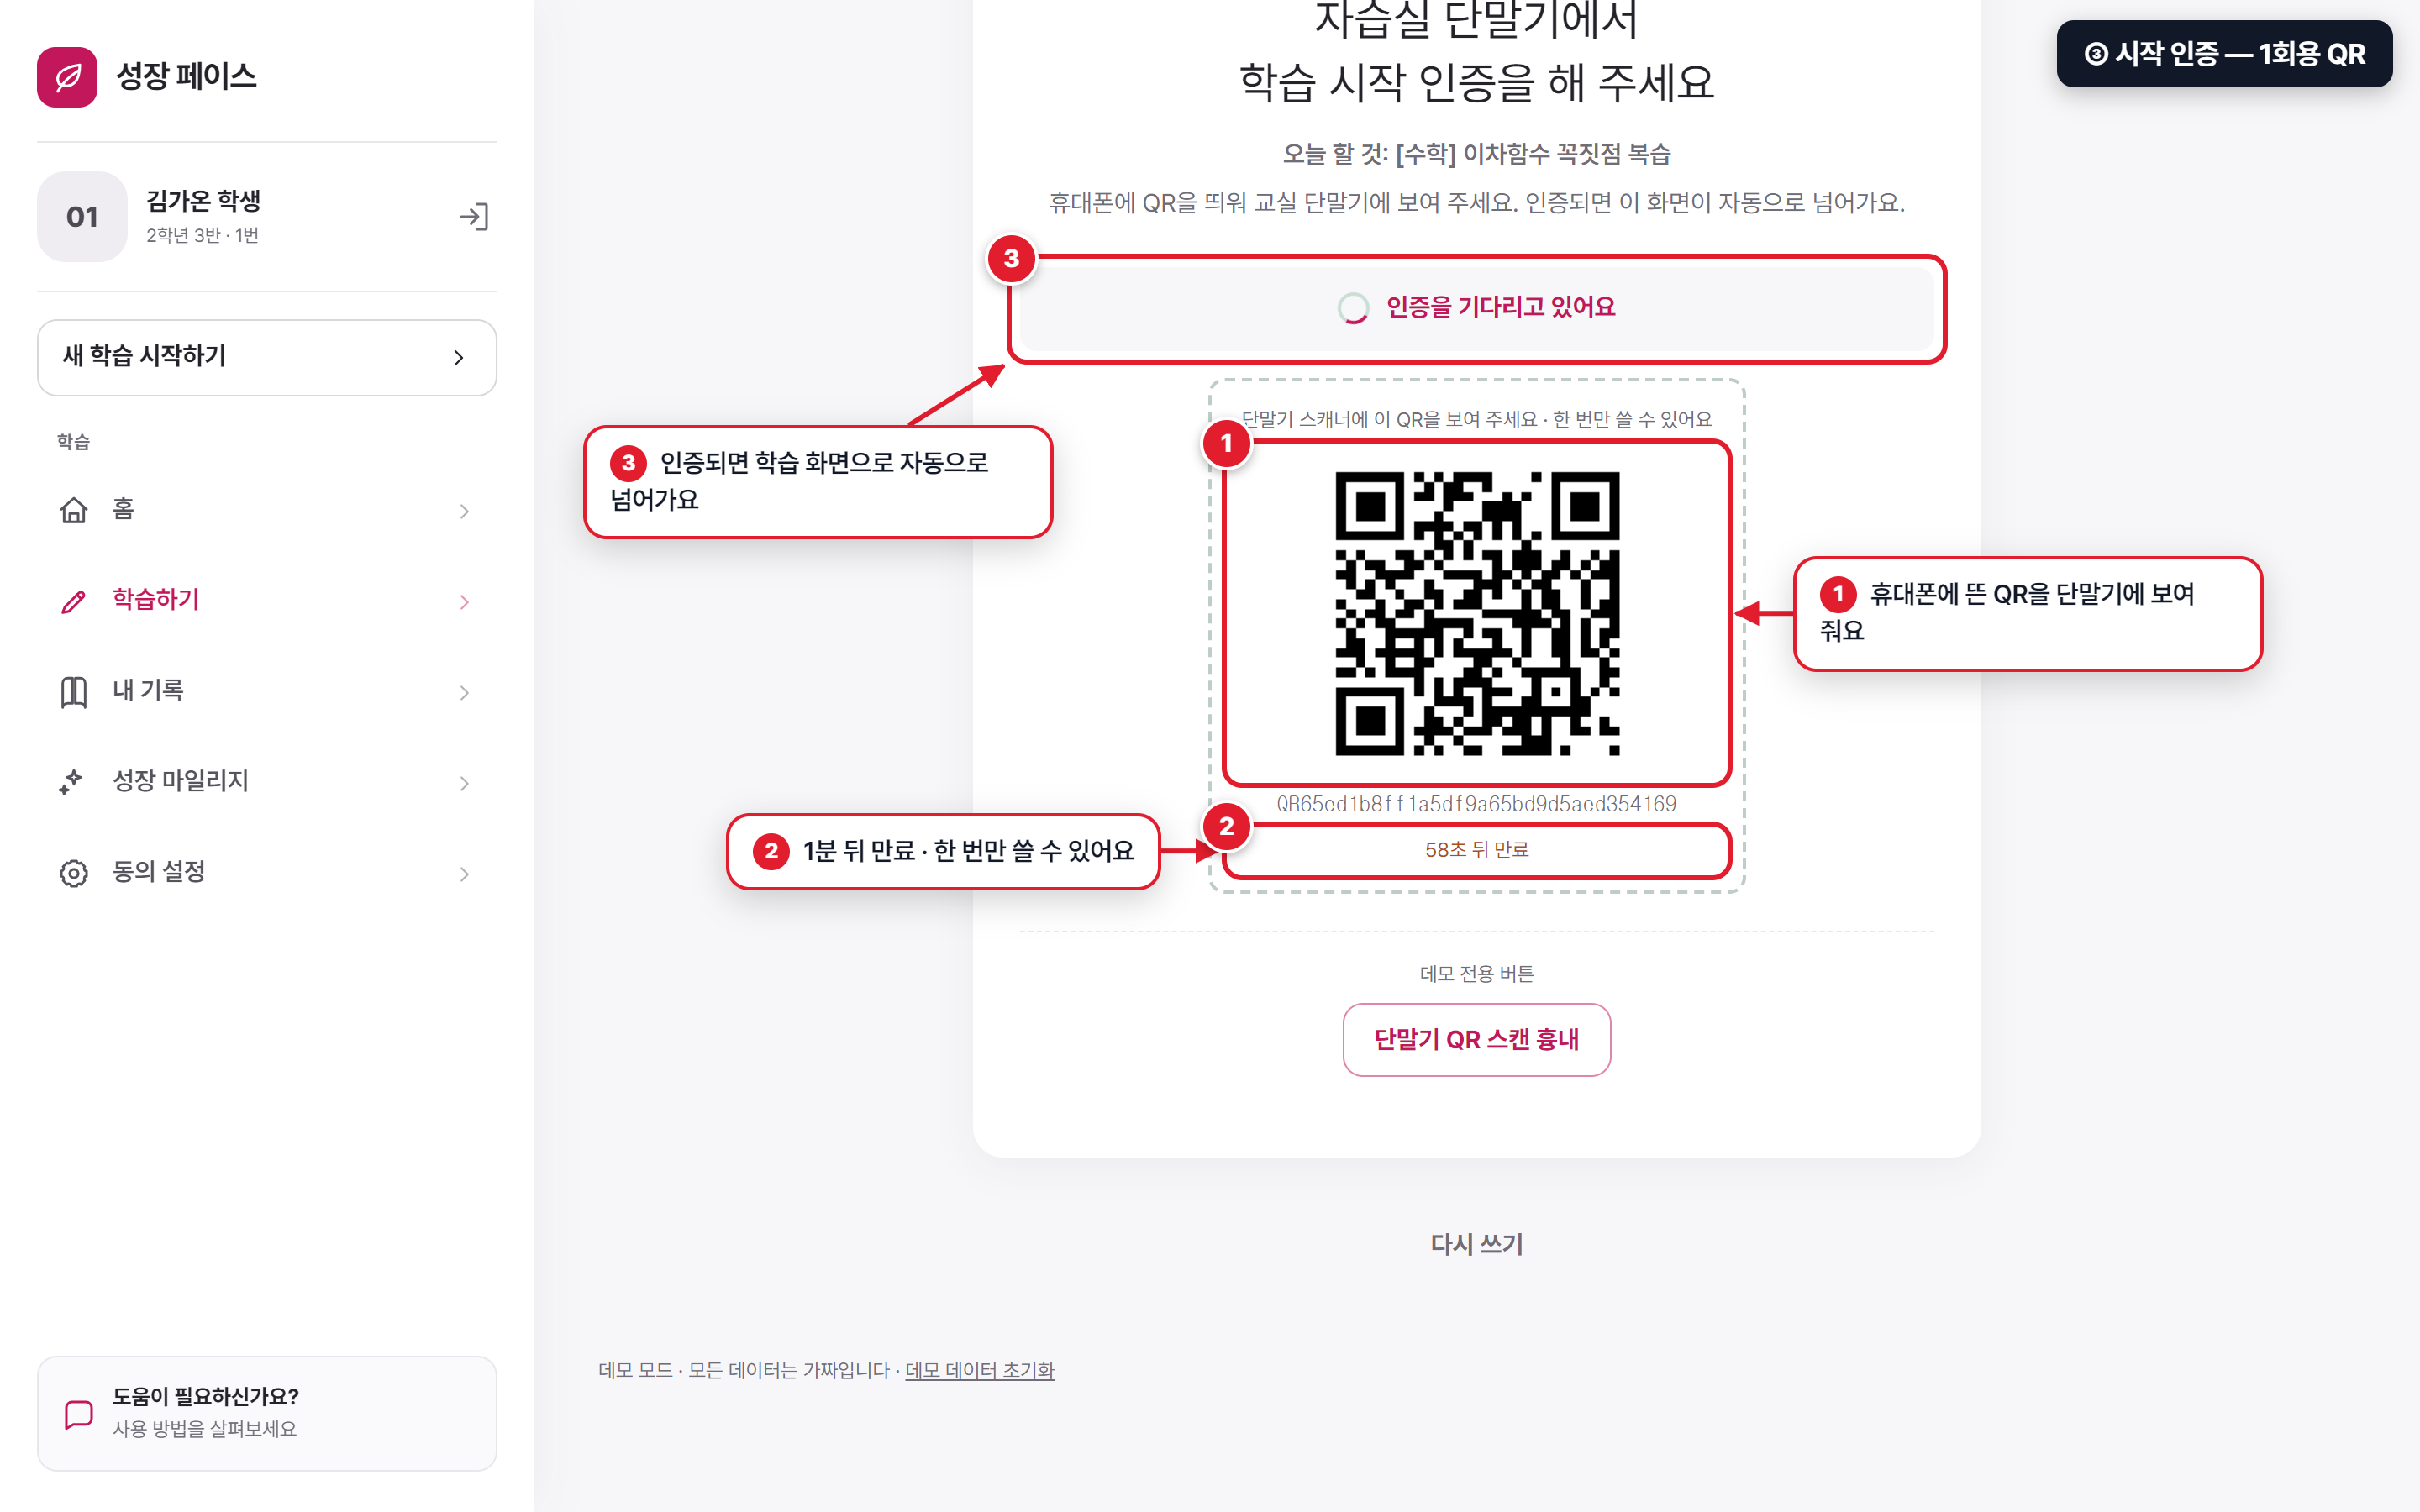 성장 페이스
01
김가온 학생
2학년 3반 · 1번
새 학습 시작하기
학습
홈
학습하기
내 기록
성장 마일리지
동의 설정
도움이 필요하신가요?
사용 방법을 살펴보세요
③ 시작 인증 — 1회용 QR
자습실 단말기에서
학습 시작 인증을 해 주세요
오늘 할 것: [수학] 이차함수 꼭짓점 복습
휴대폰에 QR을 띄워 교실 단말기에 보여 주세요. 인증되면 이 화면이 자동으로 넘어가요.
3
인증을 기다리고 있어요
3 인증되면 학습 화면으로 자동으로
넘어가요
단말기 스캐너에 이 QR을 보여 주세요 · 한 번만 쓸 수 있어요
1
1 휴대폰에 뜬 QR을 단말기에 보여
줘요
QR65ed1b8ff1a5df9a65bd9d5aed354169
2
2 1분 뒤 만료 · 한 번만 쓸 수 있어요
58초 뒤 만료
데모 전용 버튼
단말기 QR 스캔 흉내
다시 쓰기
데모 모드 · 모든 데이터는 가짜입니다 · 데모 데이터 초기화